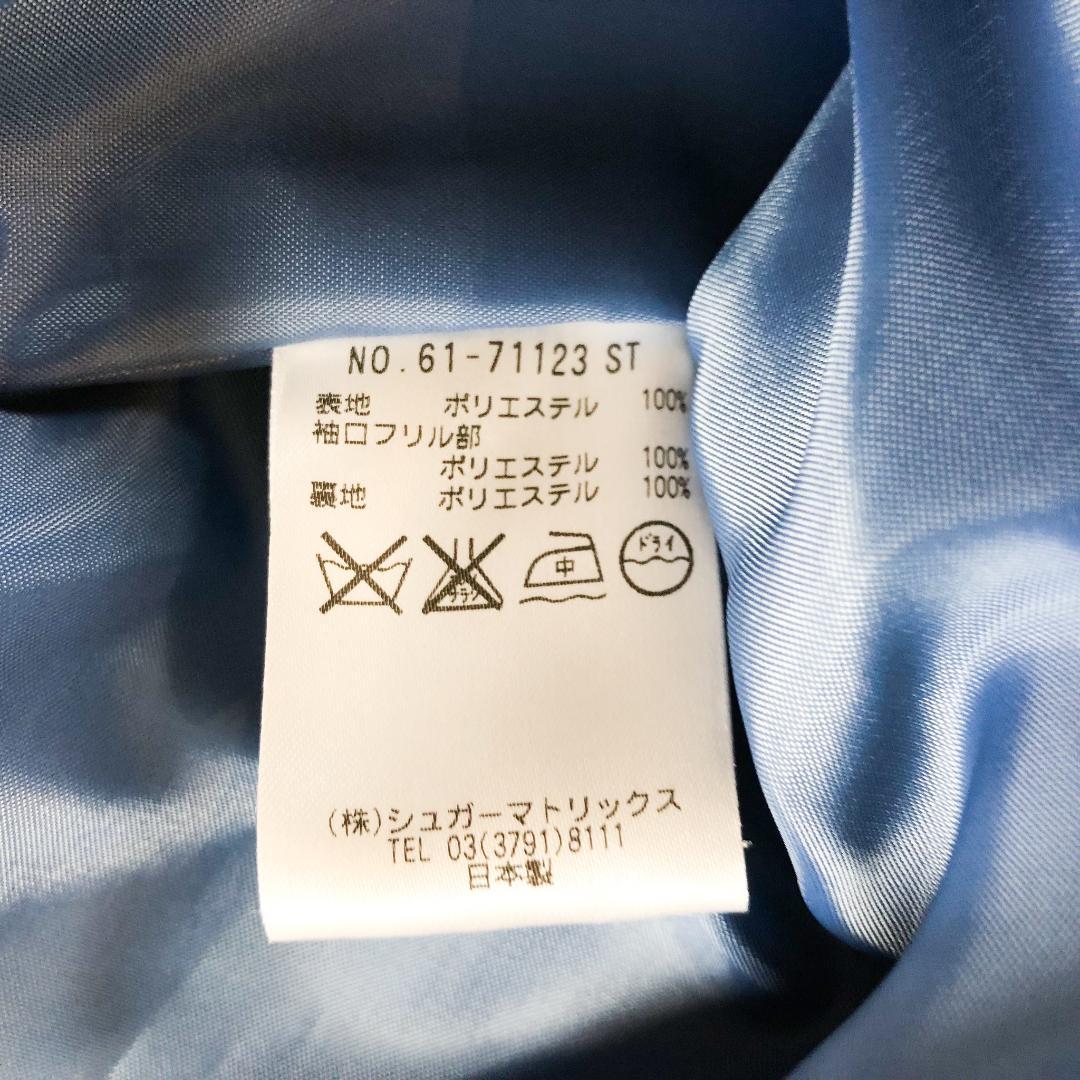 NO.61-71123 ST
表地 ポリエステル 100%
袖口フリル部
ポリエステル 100%
裏地 ポリエステル 100%
中 ドライ
(株)シュガーマトリックス
TEL 03(3791)8111
日本製